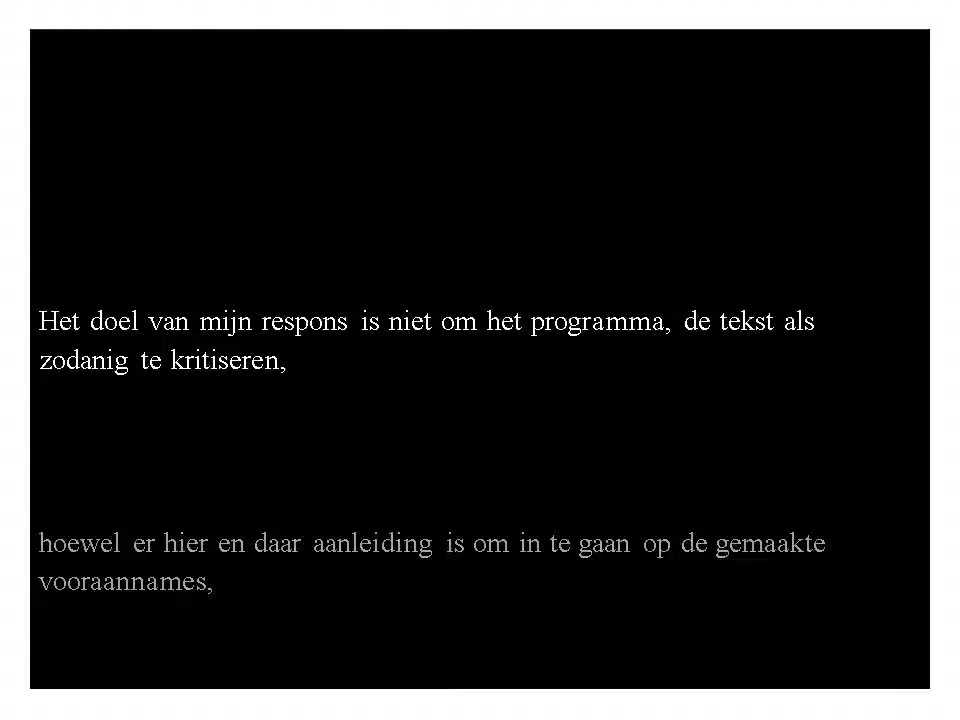 Het doel van mijn respons is niet om het programma, de tekst als
zodanig te kritiseren,
hoewel er hier en daar aanleiding is om in te gaan op de gemaakte
vooraannames,